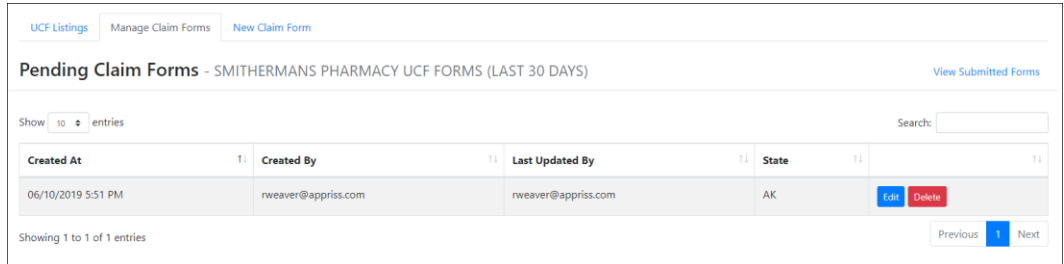 UCF Listings Manage Claim Forms New Claim Form
Pending Claim Forms - SMITHERMANS PHARMACY UCF FORMS (LAST 30 DAYS) View Submitted Forms
Show 10 entries Search:
Created At Created By Last Updated By State
06/10/2019 5:51 PM rweaver@appriss.com rweaver@appriss.com AK Edit Delete
Showing 1 to 1 of 1 entries Previous 1 Next